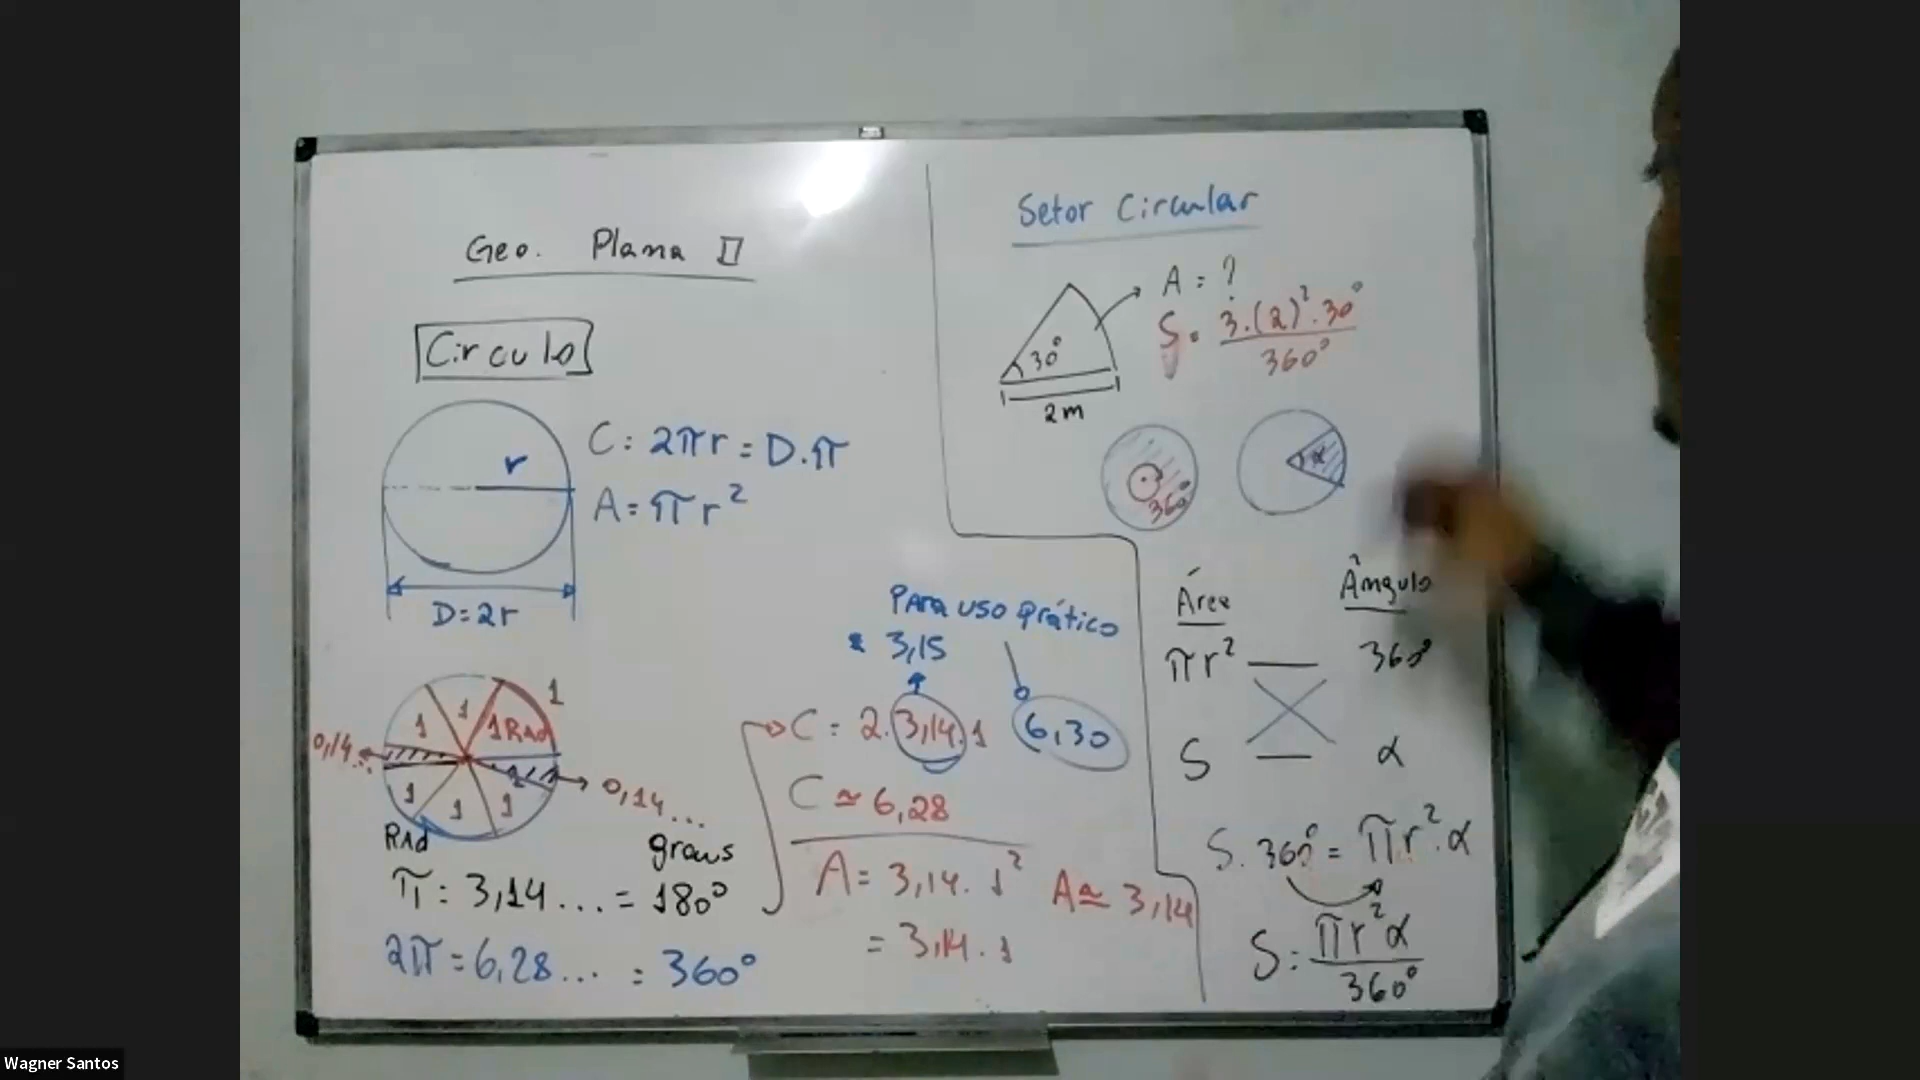 Geo. Plana II
Circulo
r
C: 2πr = D.π
A = πr²
D=2r
1
1
1
1Rad
0,14...
1
1
1
0,14...
Rad
graus
π: 3,14... = 180°
2π = 6,28... = 360°
Para uso prático
3,15
C = 2.3,14.1
6,30
C ≃ 6,28
A = 3,14. 1²
= 3,14. 1
A ≃ 3,14
Setor Circular
A = ?
S = 3.(2)².30°
360°
30°
2m
360°
α
Área
Ângulo
πr²
360°
S
α
S. 360° = πr².α
S = πr²α
360°
Wagner Santos